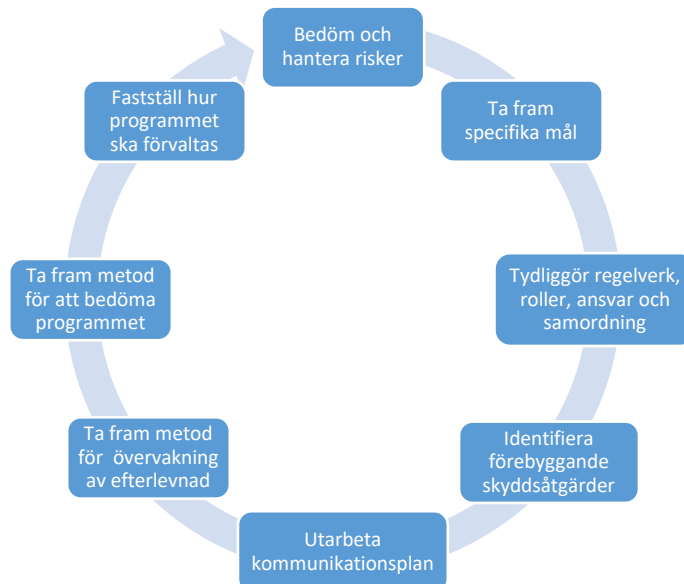 Bedöm och
hantera risker
Ta fram
specifika mål
Tydliggör regelverk,
roller, ansvar och
samordning
Identifiera
förebyggande
skyddsåtgärder
Utarbeta
kommunikationsplan
Ta fram metod
för övervakning
av efterlevnad
Ta fram metod
för att bedöma
programmet
Fastställ hur
programmet
ska förvaltas